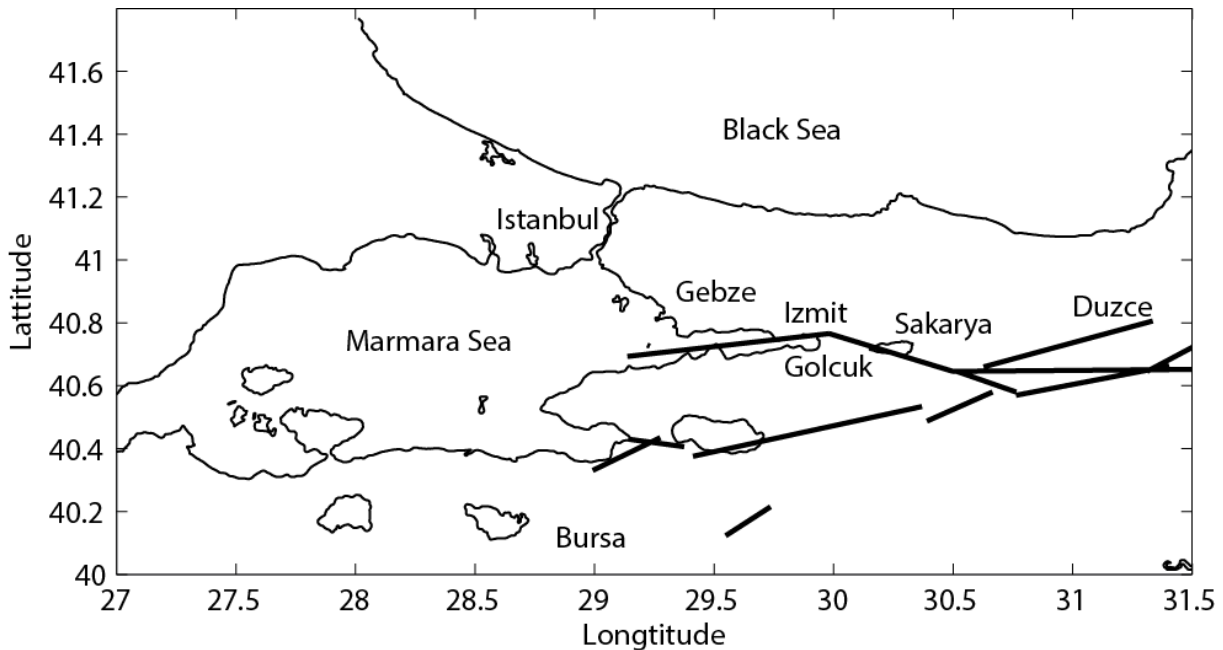 41.6
41.4
41.2
41
40.8
40.6
40.4
40.2
40
Lattitude
Black Sea
Istanbul
Gebze
Izmit
Sakarya
Duzce
Marmara Sea
Golcuk
Bursa
27 27.5 28 28.5 29 29.5 30 30.5 31 31.5
Longtitude